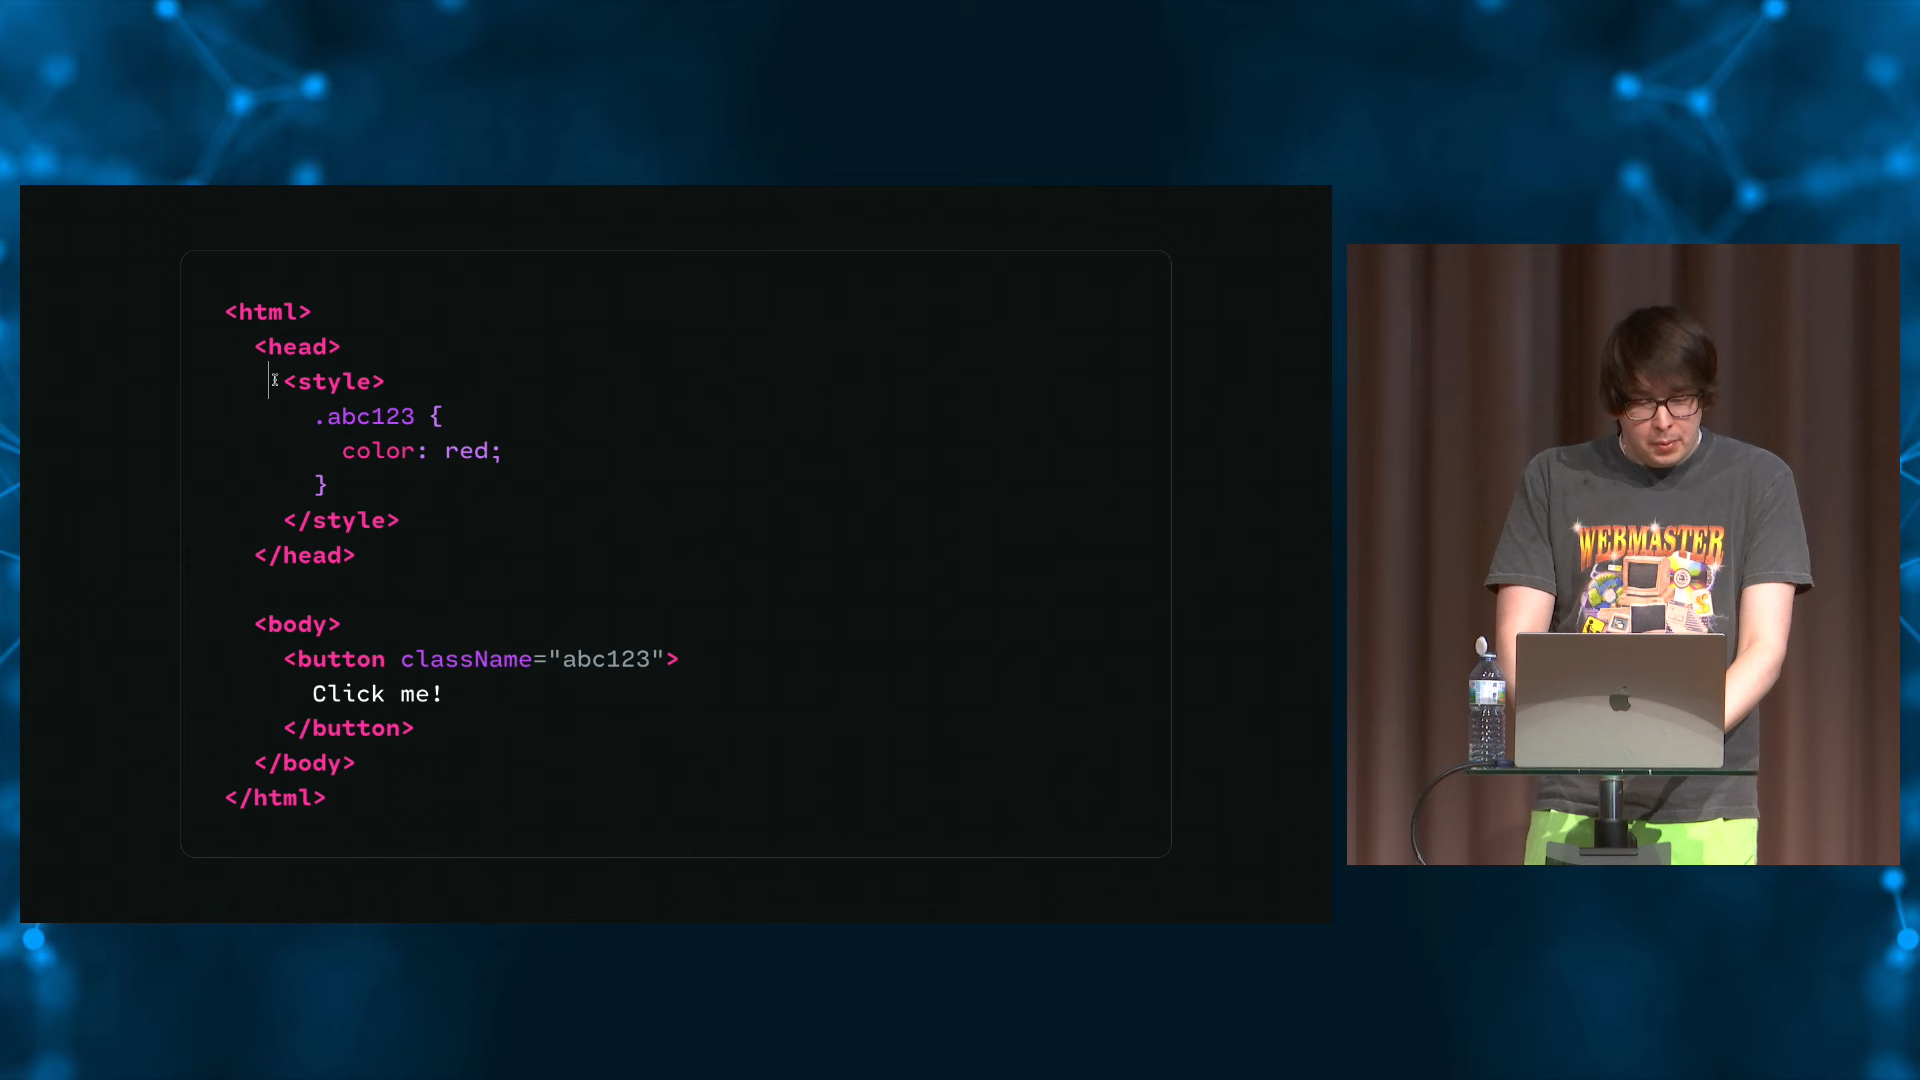 <html>
<head>
<style>
.abc123 {
color: red;
}
</style>
</head>
<body>
<button className="abc123">
Click me!
</button>
</body>
</html>
WEBMASTER